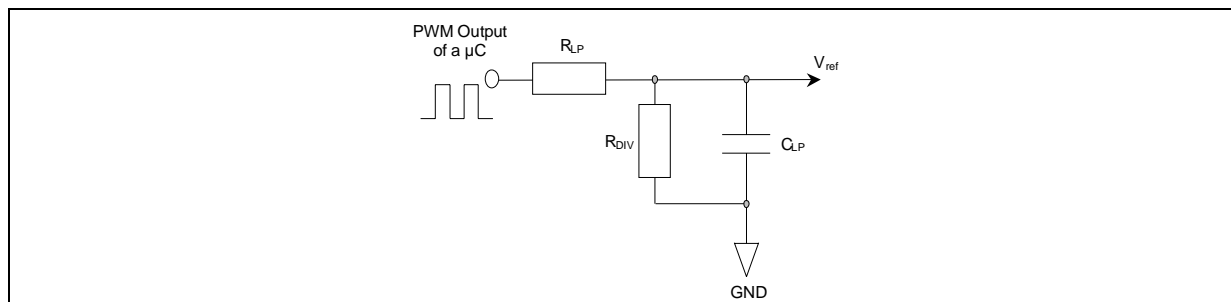 PWM Output
of a µC
RLP
Vref
RDIV
CLP
GND